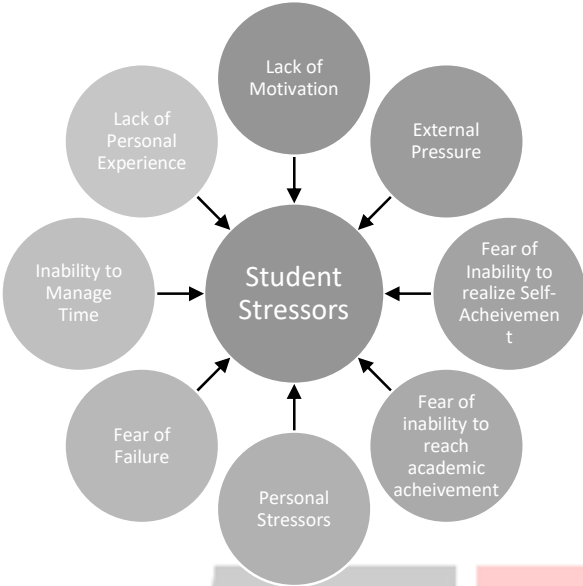 Lack of
Motivation
External
Pressure
Fear of
Inability to
realize Self-
Acheivemen
t
Fear of
inability to
reach
academic
acheivement
Personal
Stressors
Fear of
Failure
Inability to
Manage
Time
Lack of
Personal
Experience
Student
Stressors